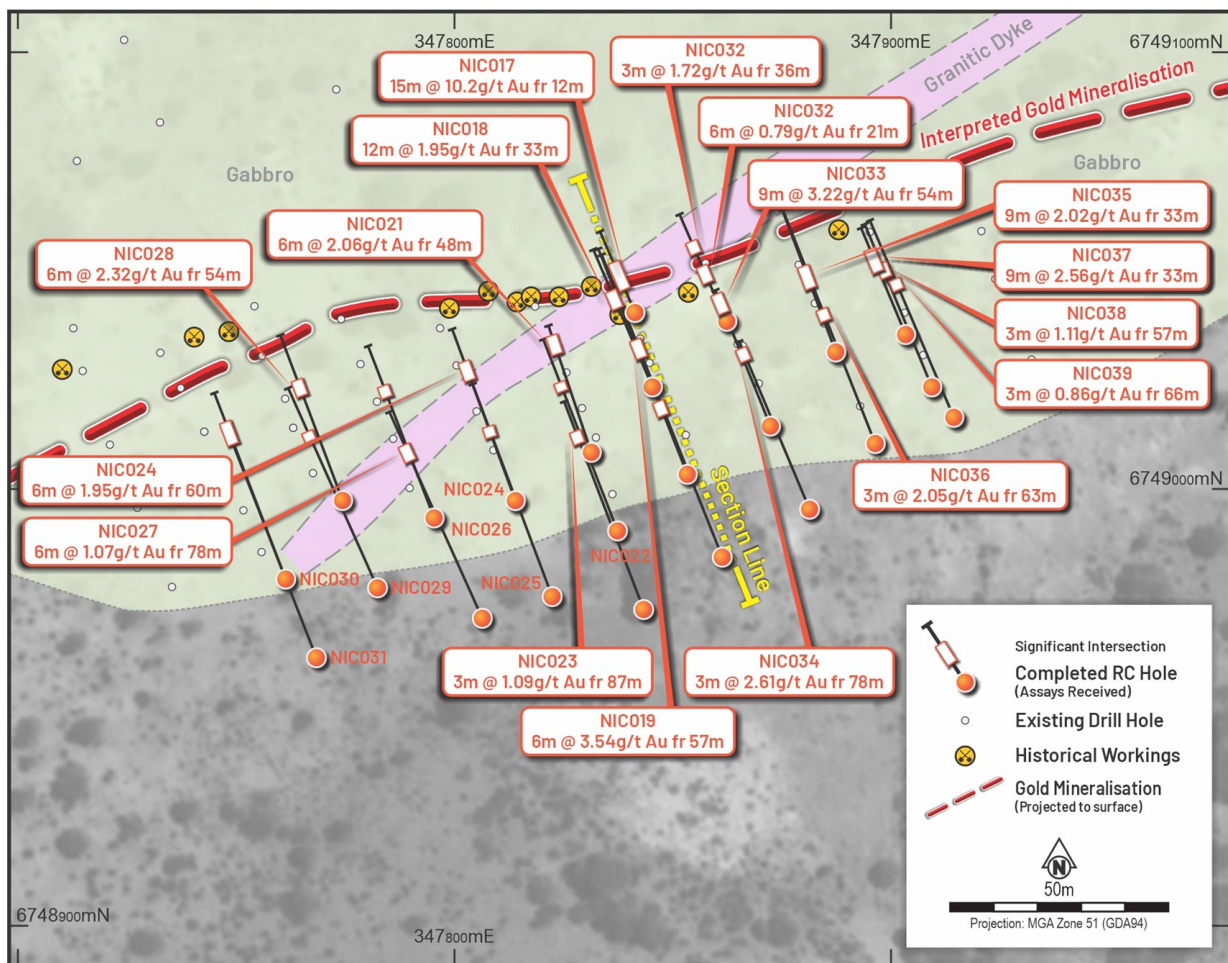 347800mE
347900mE
6749100mN
NIC017
15m @ 10.2g/t Au fr 12m
NIC032
3m @ 1.72g/t Au fr 36m
Granitic Dyke
NIC018
12m @ 1.95g/t Au fr 33m
NIC032
6m @ 0.79g/t Au fr 21m
Interpreted Gold Mineralisation
Gabbro
Gabbro
NIC033
9m @ 3.22g/t Au fr 54m
NIC035
9m @ 2.02g/t Au fr 33m
NIC021
6m @ 2.06g/t Au fr 48m
NIC028
6m @ 2.32g/t Au fr 54m
NIC037
9m @ 2.56g/t Au fr 33m
NIC038
3m @ 1.11g/t Au fr 57m
NIC039
3m @ 0.86g/t Au fr 66m
NIC024
6m @ 1.95g/t Au fr 60m
NIC036
3m @ 2.05g/t Au fr 63m
NIC024
6749000mN
NIC027
6m @ 1.07g/t Au fr 78m
NIC026
Section Line
NIC022
NIC030
NIC029
NIC025
NIC031
NIC023
3m @ 1.09g/t Au fr 87m
NIC034
3m @ 2.61g/t Au fr 78m
NIC019
6m @ 3.54g/t Au fr 57m
Significant Intersection
Completed RC Hole
(Assays Received)
Existing Drill Hole
Historical Workings
Gold Mineralisation
(Projected to surface)
N
50m
Projection: MGA Zone 51 (GDA94)
6748900mN
347800mE